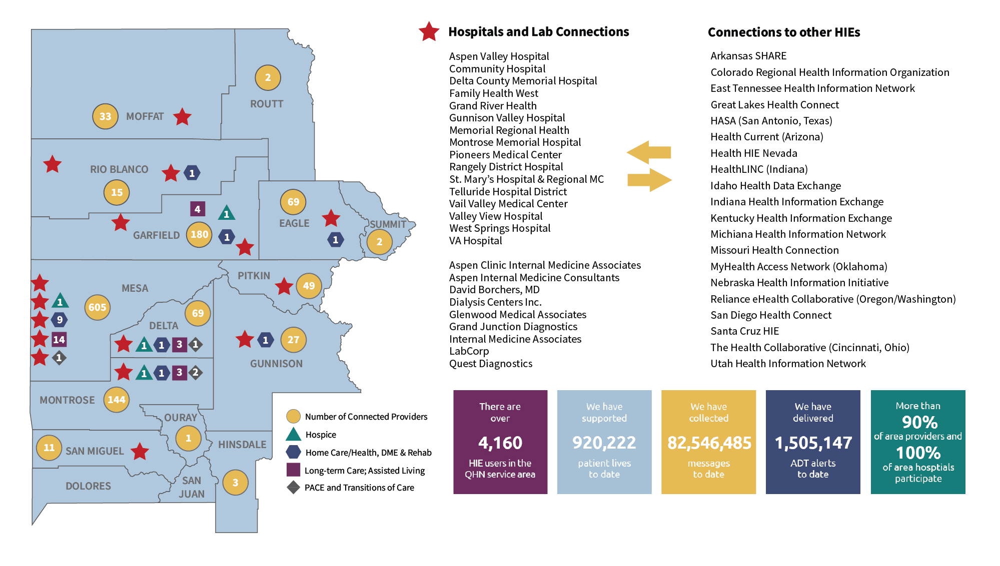 2
ROUTT
33
MOFFAT
RIO BLANCO
1
15
4
1
69
EAGLE
SUMMIT
GARFIELD
180
1
1
2
PITKIN
49
MESA
605
1
9
14
1
69
DELTA
1
1
3
1
1
27
GUNNISON
1
1
3
2
MONTROSE
144
OURAY
1
11
SAN MIGUEL
HINSDALE
DOLORES
SAN
JUAN
3
Number of Connected Providers
Hospice
Home Care/Health, DME & Rehab
Long-term Care; Assisted Living
PACE and Transitions of Care
Hospitals and Lab Connections
Aspen Valley Hospital
Community Hospital
Delta County Memorial Hospital
Family Health West
Grand River Health
Gunnison Valley Hospital
Memorial Regional Health
Montrose Memorial Hospital
Pioneers Medical Center
Rangely District Hospital
St. Mary’s Hospital & Regional MC
Telluride Hospital District
Vail Valley Medical Center
Valley View Hospital
West Springs Hospital
VA Hospital
Aspen Clinic Internal Medicine Associates
Aspen Internal Medicine Consultants
David Borchers, MD
Dialysis Centers Inc.
Glenwood Medical Associates
Grand Junction Diagnostics
Internal Medicine Associates
LabCorp
Quest Diagnostics
Connections to other HIEs
Arkansas SHARE
Colorado Regional Health Information Organization
East Tennessee Health Information Network
Great Lakes Health Connect
HASA (San Antonio, Texas)
Health Current (Arizona)
Health HIE Nevada
HealthLINC (Indiana)
Idaho Health Data Exchange
Indiana Health Information Exchange
Kentucky Health Information Exchange
Michiana Health Information Network
Missouri Health Connection
MyHealth Access Network (Oklahoma)
Nebraska Health Information Initiative
Reliance eHealth Collaborative (Oregon/Washington)
San Diego Health Connect
Santa Cruz HIE
The Health Collaborative (Cincinnati, Ohio)
Utah Health Information Network
There are
over
4,160
HIE users in the
QHN service area
We have
supported
920,222
patient lives
to date
We have
collected
82,546,485
messages
to date
We have
delivered
1,505,147
ADT alerts
to date
More than
90%
of area providers and
100%
of area hosptials
participate